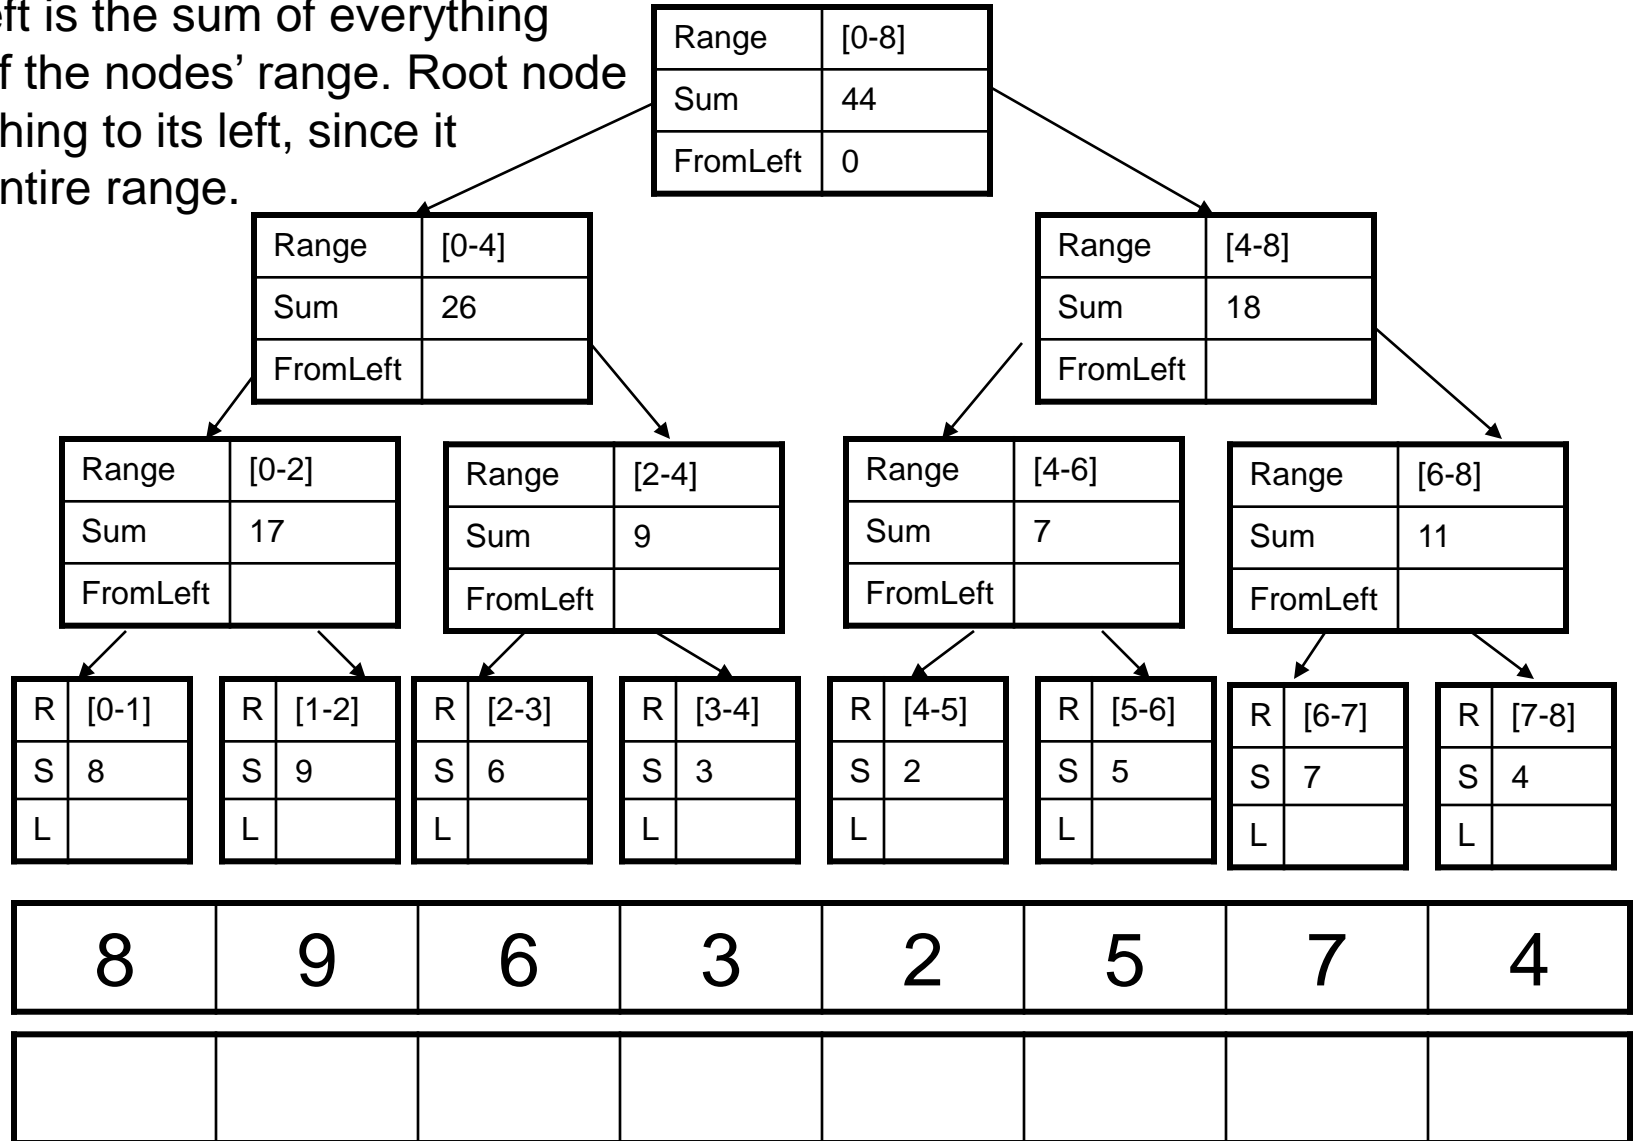 eft is the sum of everything
f the nodes' range. Root node
hing to its left, since it
ntire range.
Range [0-8]
Sum 44
FromLeft 0
Range [0-4]
Sum 26
FromLeft
Range [4-8]
Sum 18
FromLeft
Range [0-2]
Sum 17
FromLeft
Range [2-4]
Sum 9
FromLeft
Range [4-6]
Sum 7
FromLeft
Range [6-8]
Sum 11
FromLeft
R [0-1]
S 8
L
R [1-2]
S 9
L
R [2-3]
S 6
L
R [3-4]
S 3
L
R [4-5]
S 2
L
R [5-6]
S 5
L
R [6-7]
S 7
L
R [7-8]
S 4
L
8 9 6 3 2 5 7 4